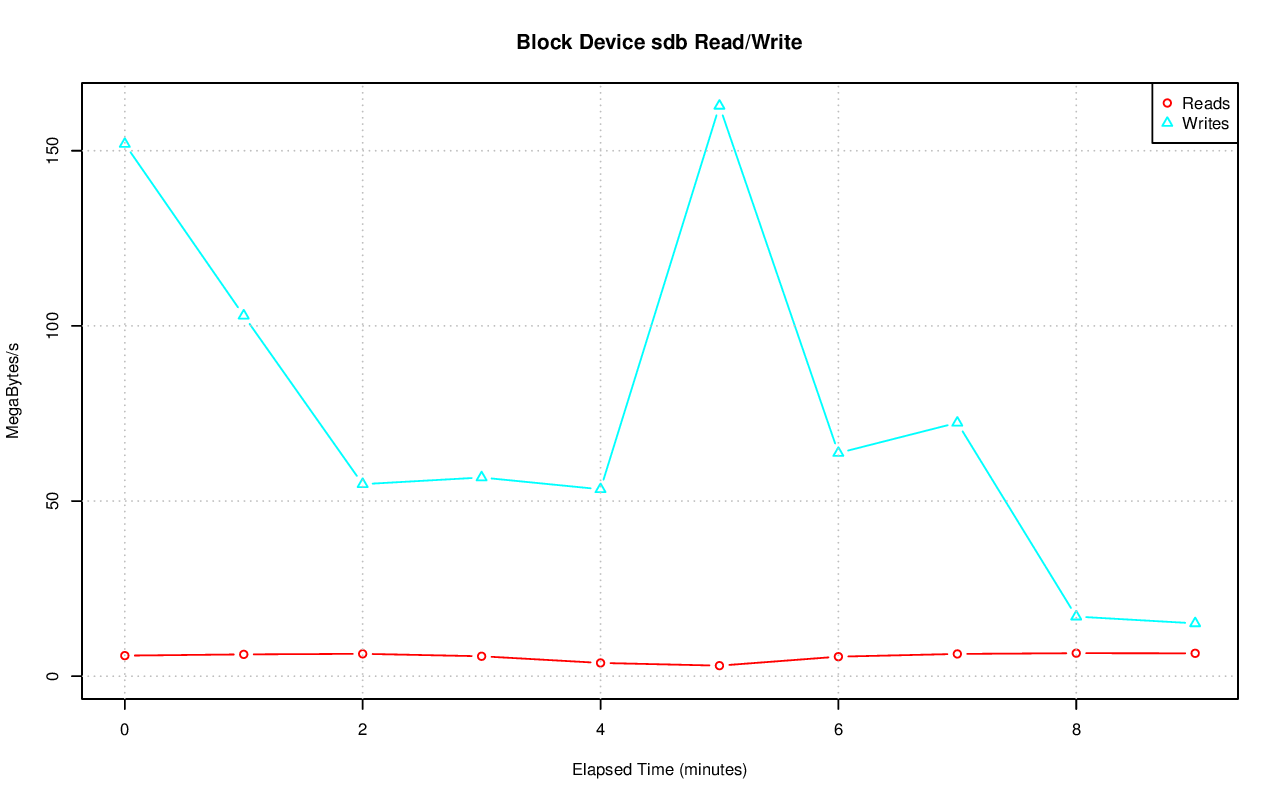 Block Device sdb Read/Write
Reads
Writes
MegaBytes/s
150
100
50
0
0 2 4 6 8
Elapsed Time (minutes)